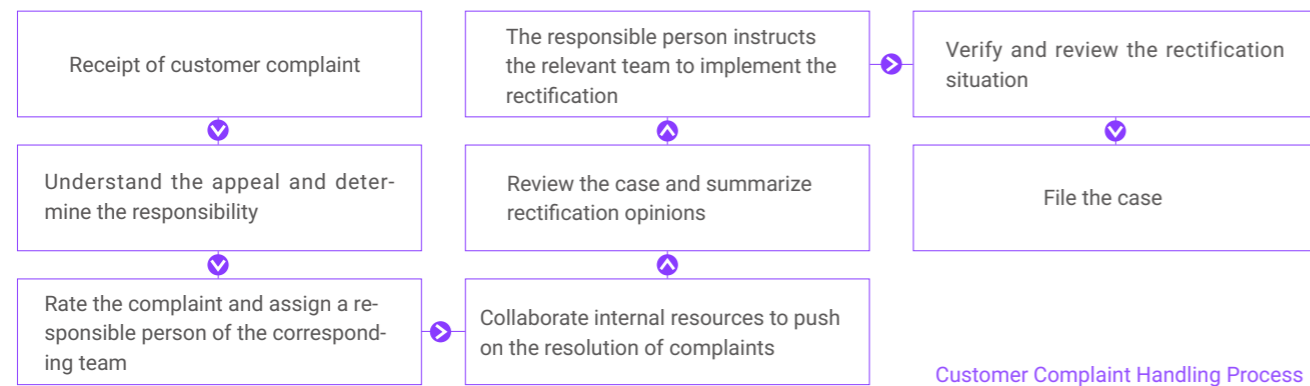 Receipt of customer complaint
Understand the appeal and deter-
mine the responsibility
Rate the complaint and assign a re-
sponsible person of the correspond-
ing team
Collaborate internal resources to push
on the resolution of complaints
Review the case and summarize
rectification opinions
The responsible person instructs
the relevant team to implement the
rectification
Verify and review the rectification
situation
File the case
Customer Complaint Handling Process